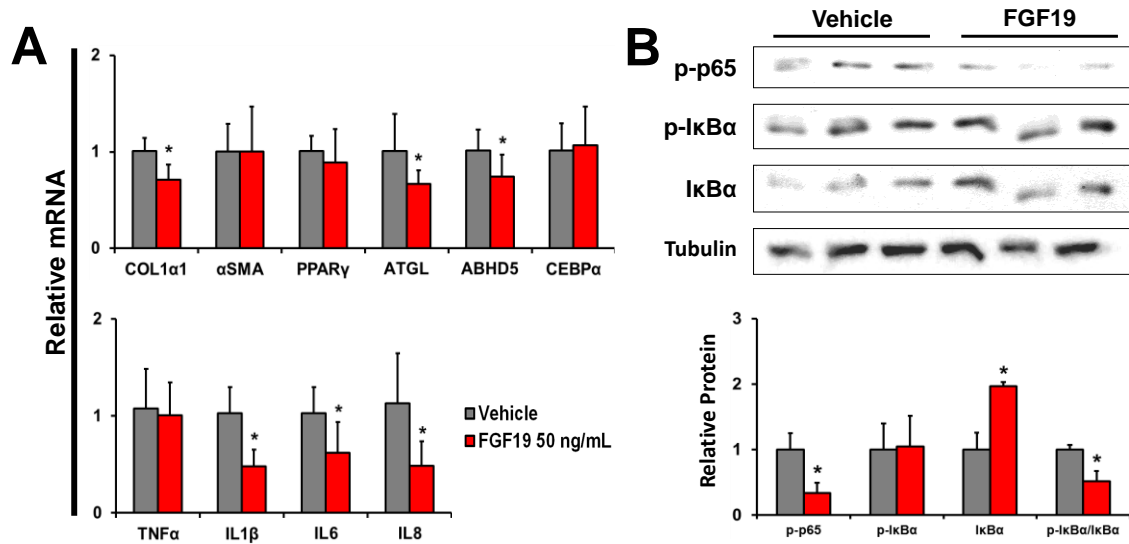 A
Relative mRNA
2
1
0
* * *
COL1α1 αSMA PPARγ ATGL ABHD5 CEBPα
2
1
0
* * *
TNFα IL1β IL6 IL8
Vehicle
FGF19 50 ng/mL
B
Vehicle FGF19
p-p65
p-IκBα
IκBα
Tubulin
Relative Protein
3
2
1
0
* * *
p-p65 p-IκBα IκBα p-IκBα/IκBα